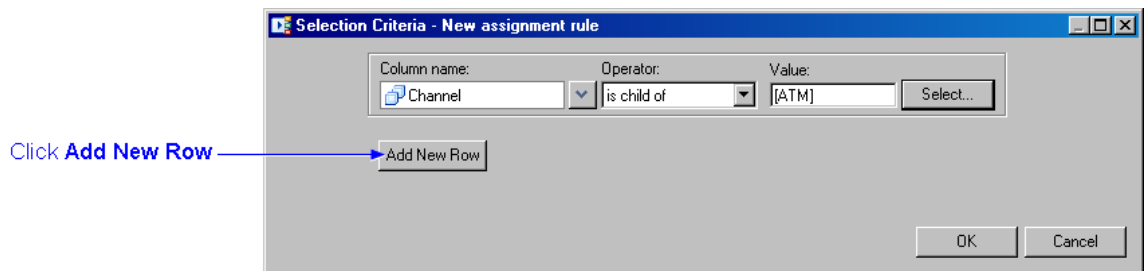 Selection Criteria - New assignment rule
Column name: Operator: Value:
Channel is child of [ATM] Select...
Click Add New Row Add New Row
OK Cancel